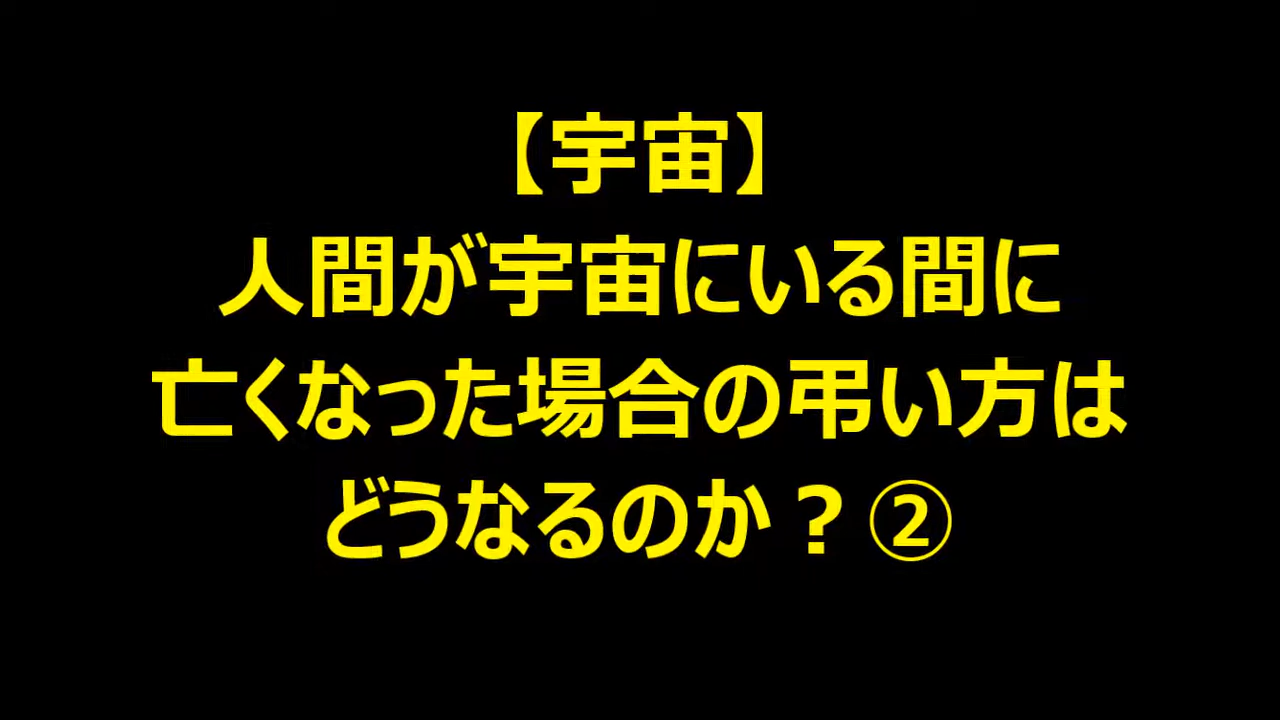 【宇宙】
人間が宇宙にいる間に
亡くなった場合の弔い方は
どうなるのか？②